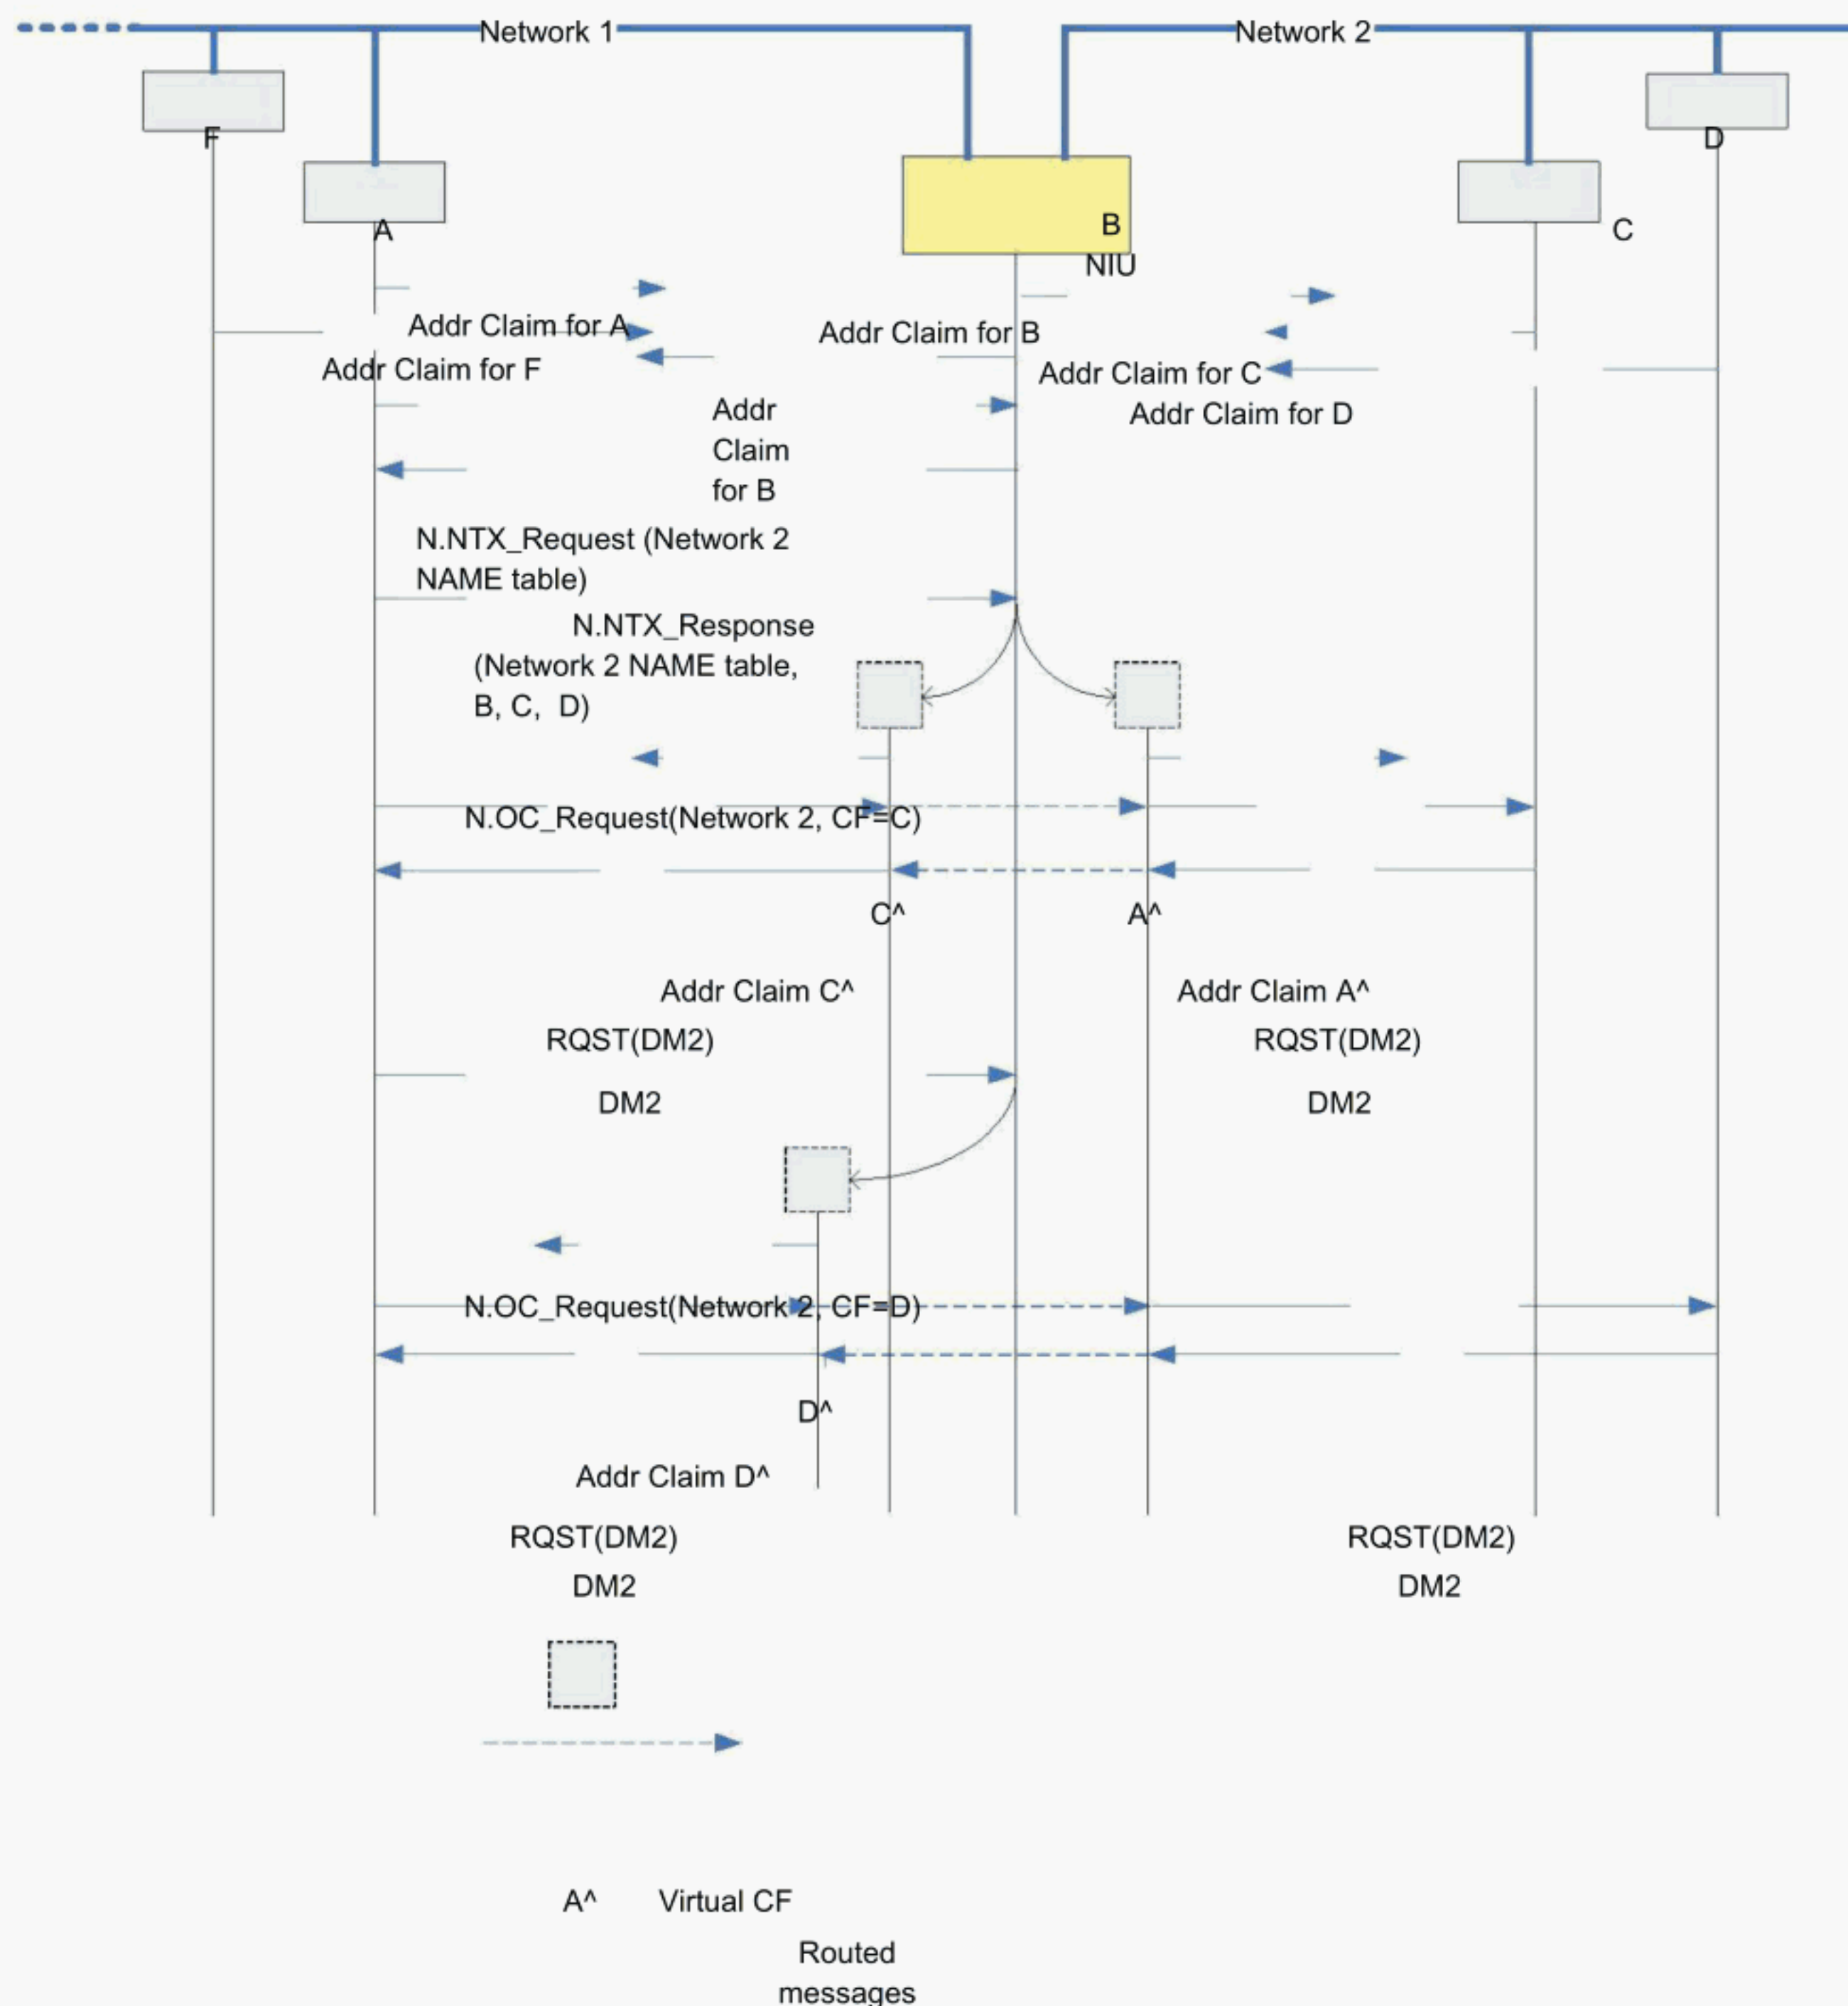 Network 1
Network 2
F
D
A
B
C
NIU
Addr Claim for A
Addr Claim for B
Addr Claim for F
Addr Claim for C
Addr
Claim
for B
Addr Claim for D
N.NTX_Request (Network 2
NAME table)
N.NTX_Response
(Network 2 NAME table,
B, C, D)
N.OC_Request(Network 2, CF=C)
C^
A^
Addr Claim C^
Addr Claim A^
RQST(DM2)
RQST(DM2)
DM2
DM2
N.OC_Request(Network 2, CF=D)
D^
Addr Claim D^
RQST(DM2)
RQST(DM2)
DM2
DM2
A^ Virtual CF
Routed
messages